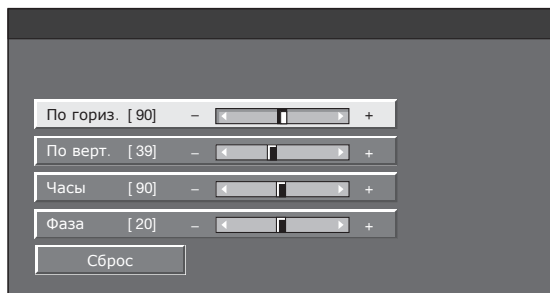 По гориз. [ 90] – +
По верт. [ 39] – +
Часы [ 90] – +
Фаза [ 20] – +
Сброс